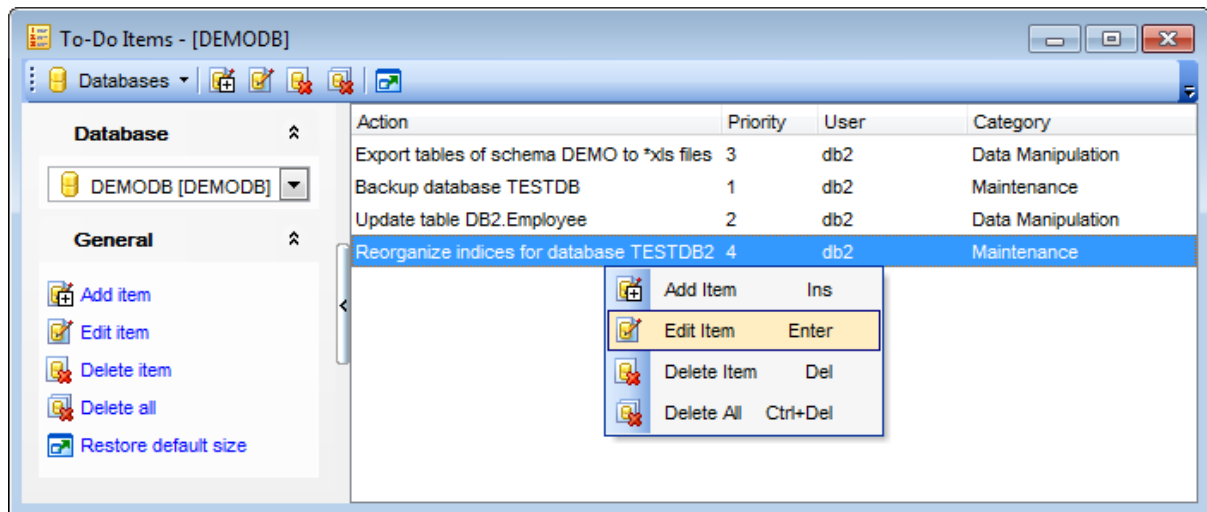 To-Do Items - [DEMODB]
Databases
Database
DEMODB [DEMODB]
General
Add item
Edit item
Delete item
Delete all
Restore default size
Action Priority User Category
Export tables of schema DEMO to *xls files 3 db2 Data Manipulation
Backup database TESTDB 1 db2 Maintenance
Update table DB2.Employee 2 db2 Data Manipulation
Reorganize indices for database TESTDB2 4 db2 Maintenance
Add Item Ins
Edit Item Enter
Delete Item Del
Delete All Ctrl+Del